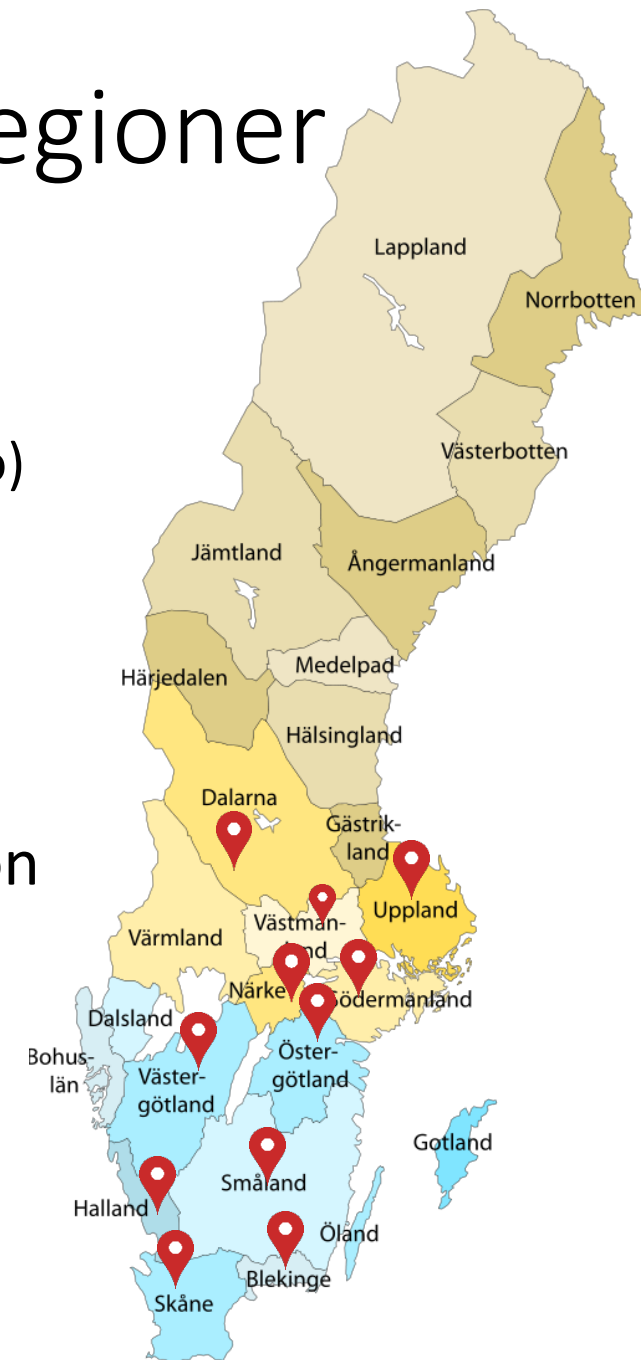 egioner
Lappland
Norrbotten
)
Västerbotten
Jämtland
Ångermanland
Medelpad
Härjedalen
Hälsingland
Dalarna
Gästrik-
land
on
Uppland
Västman-
Värmland
Närke
Södermanland
Dalsland
Bohus-
län
Öster-
götland
Väster-
götland
Gotland
Småland
Halland
Öland
Blekinge
Skåne